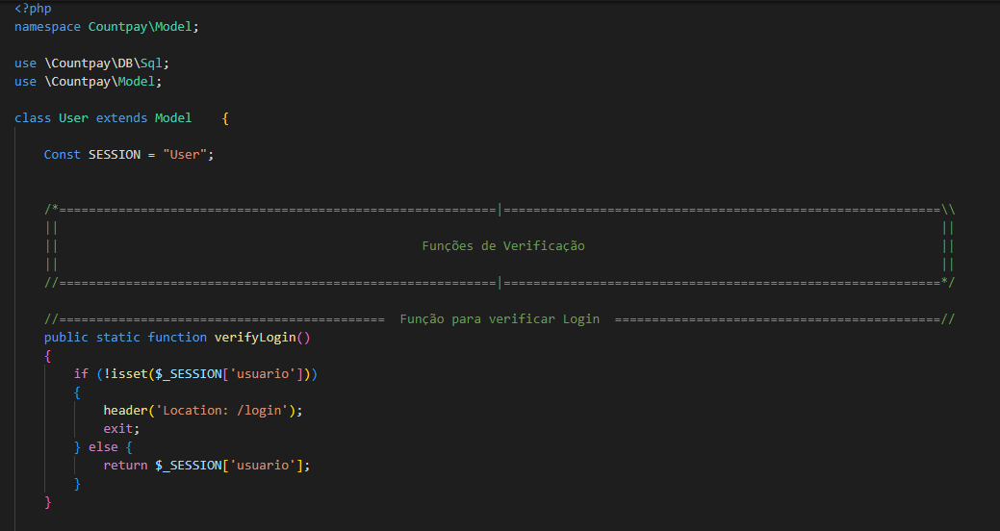 <?php
namespace Countpay\Model;
use \Countpay\DB\Sql;
use \Countpay\Model;
class User extends Model    {
    Const SESSION = "User";
    /*===========================================================|===========================================================\\
    ||                                                                                                                       ||
    ||                                                 Funções de Verificação                                                ||
    ||                                                                                                                       ||
    //===========================================================|===========================================================*/
    //============================================  Função para verificar Login  ============================================//
    public static function verifyLogin()
    {
        if (!isset($_SESSION['usuario']))
        {
            header('Location: /login');
            exit;
        } else {
            return $_SESSION['usuario'];
        }
    }